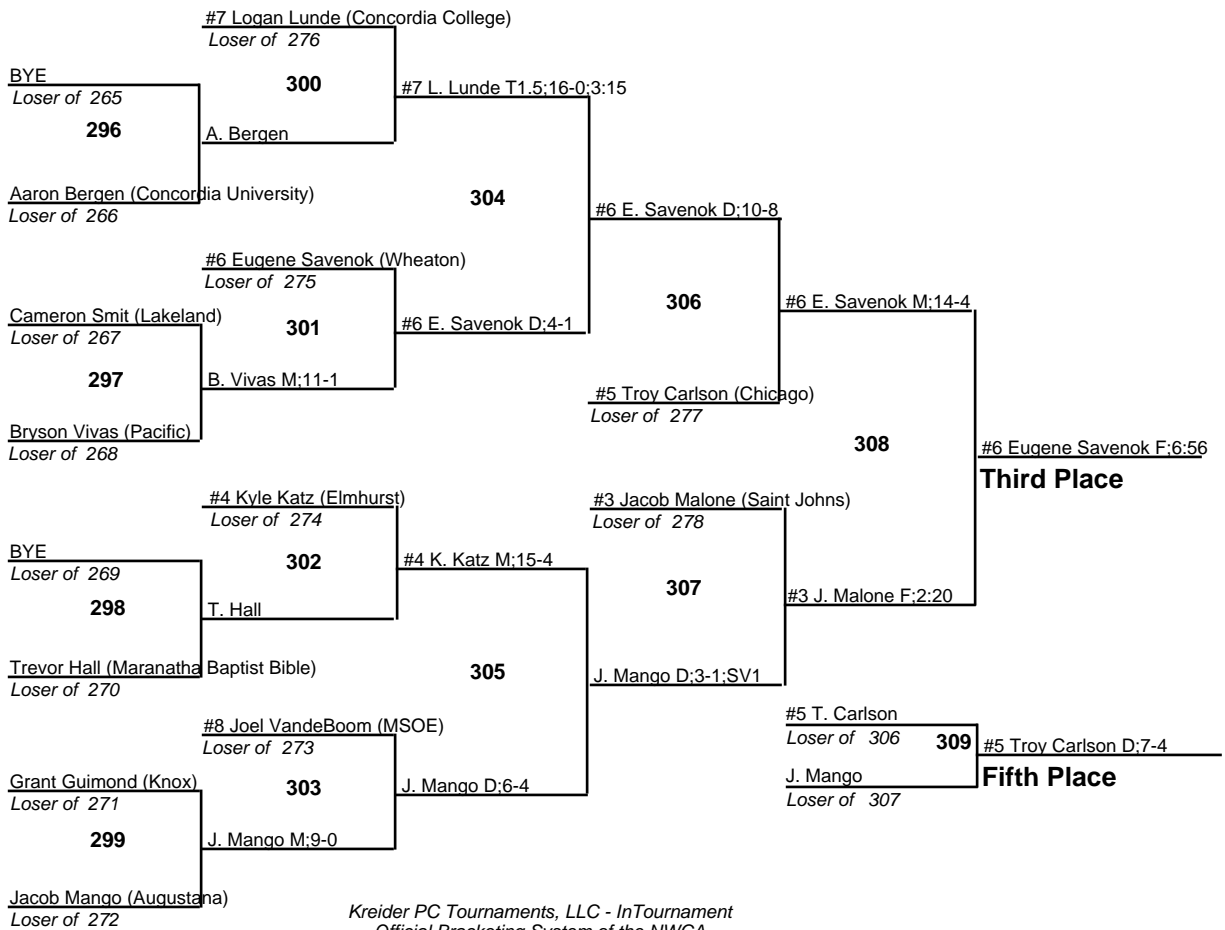 #7 Logan Lunde (Concordia College)
Loser of 276
BYE
Loser of 265
300
#7 L. Lunde T1.5;16-0;3:15
296
A. Bergen
Aaron Bergen (Concordia University)
Loser of 266
304
#6 E. Savenok D;10-8
#6 Eugene Savenok (Wheaton)
Loser of 275
Cameron Smit (Lakeland)
Loser of 267
301
#6 E. Savenok D;4-1
306
#6 E. Savenok M;14-4
297
B. Vivas M;11-1
#5 Troy Carlson (Chicago)
Loser of 277
Bryson Vivas (Pacific)
Loser of 268
308
#6 Eugene Savenok F;6:56
Third Place
#4 Kyle Katz (Elmhurst)
Loser of 274
#3 Jacob Malone (Saint Johns)
Loser of 278
BYE
Loser of 269
302
#4 K. Katz M;15-4
307
298
T. Hall
#3 J. Malone F;2:20
Trevor Hall (Maranatha Baptist Bible)
Loser of 270
305
J. Mango D;3-1;SV1
#8 Joel VandeBoom (MSOE)
Loser of 273
#5 T. Carlson
Loser of 306
309
#5 Troy Carlson D;7-4
Fifth Place
Grant Guimond (Knox)
Loser of 271
303
J. Mango D;6-4
J. Mango
Loser of 307
299
J. Mango M;9-0
Jacob Mango (Augustana)
Loser of 272
Kreider PC Tournaments, LLC - InTournament
Official Bracketing System of the NWCA